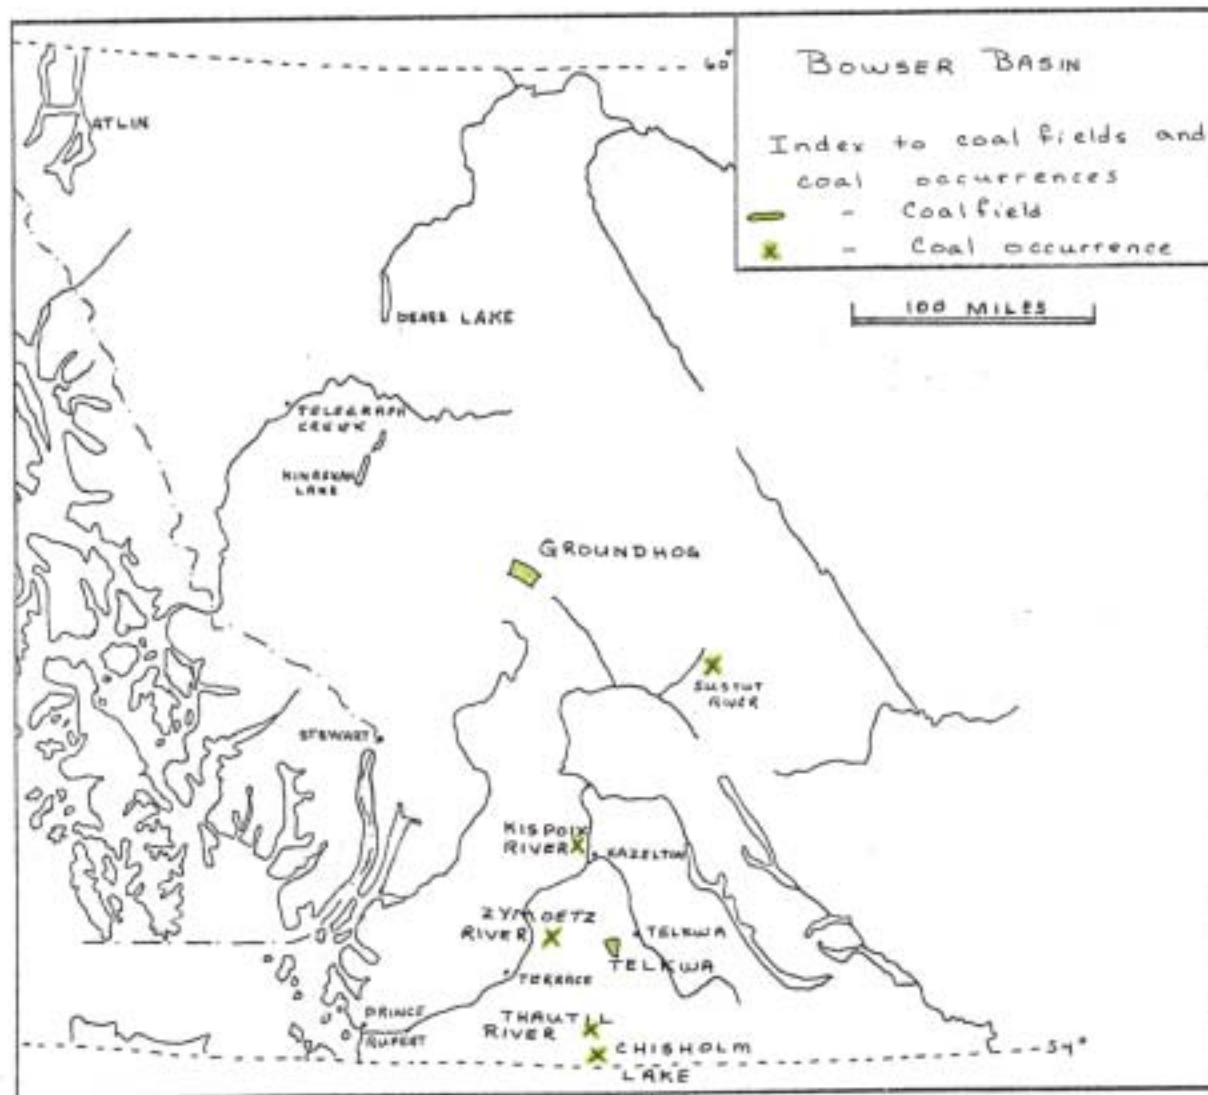 60°
BOWSER BASIN
Index to coal fields and
coal occurrences
- Coalfield
- Coal occurrence
100 MILES
ATLIN
DEASE LAKE
TELEGRAPH
CREEK
KINASKAN
LAKE
GROUNDHOG
SUSTUT
RIVER
STEWART
KISPOIX
RIVER
HAZELTON
ZYMOETZ
RIVER
TELKWA
TELKWA
TERRACE
PRINCE
RUPERT
THAUTIL
RIVER
CHISHOLM
LAKE
54°